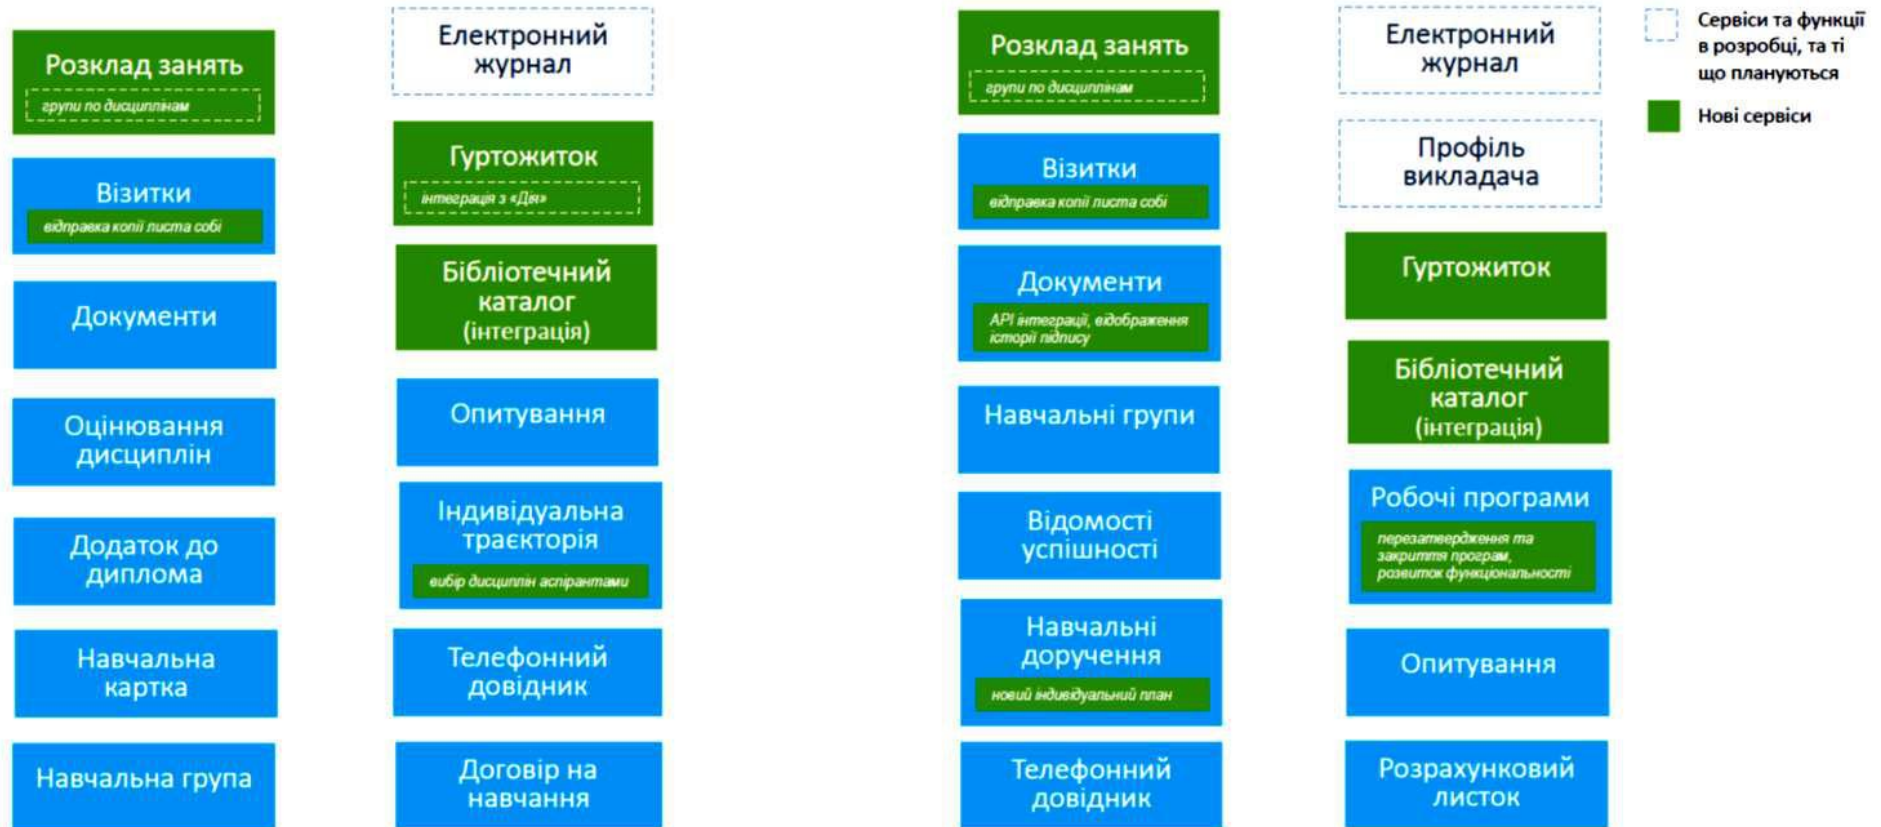 Розклад занять
групи по дисциплінам
Візитки
відправка копії листа собі
Документи
Оцінювання
дисциплін
Додаток до
диплома
Навчальна
картка
Навчальна група
Електронний
журнал
Гуртожиток
інтеграція з «Дія»
Бібліотечний
каталог
(інтеграція)
Опитування
Індивідуальна
траєкторія
вибір дисциплін аспірантами
Телефонний
довідник
Договір на
навчання
Розклад занять
групи по дисциплінам
Візитки
відправка копії листа собі
Документи
API інтеграції, відображення
історії підпису
Навчальні групи
Відомості
успішності
Навчальні
доручення
новий індивідуальний план
Телефонний
довідник
Електронний
журнал
Профіль
викладача
Гуртожиток
Бібліотечний
каталог
(інтеграція)
Робочі програми
перезатвердження та
закриття програм,
розвиток функціональності
Опитування
Розрахунковий
листок
Сервіси та функції
в розробці, та ті
що плануються
Нові сервіси